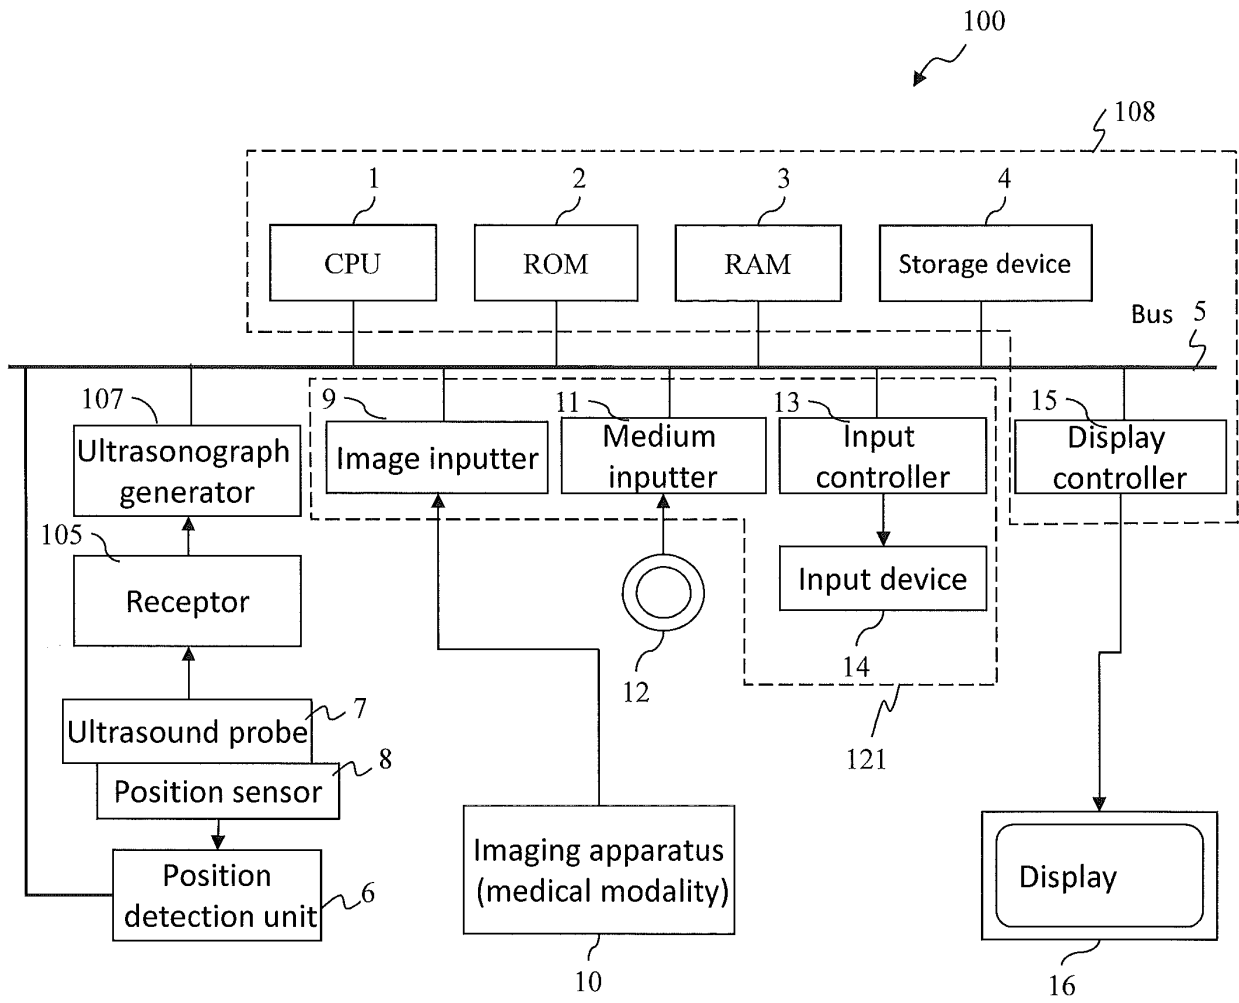 100
108
1
2
3
4
CPU
ROM
RAM
Storage device
Bus 5
107
9
11
13
15
Ultrasonograph
generator
Image inputter
Medium
inputter
Input
controller
Display
controller
105
Receptor
Input device
12
14
121
Ultrasound probe
7
Position sensor
8
Position
detection unit
6
Imaging apparatus
(medical modality)
10
Display
16